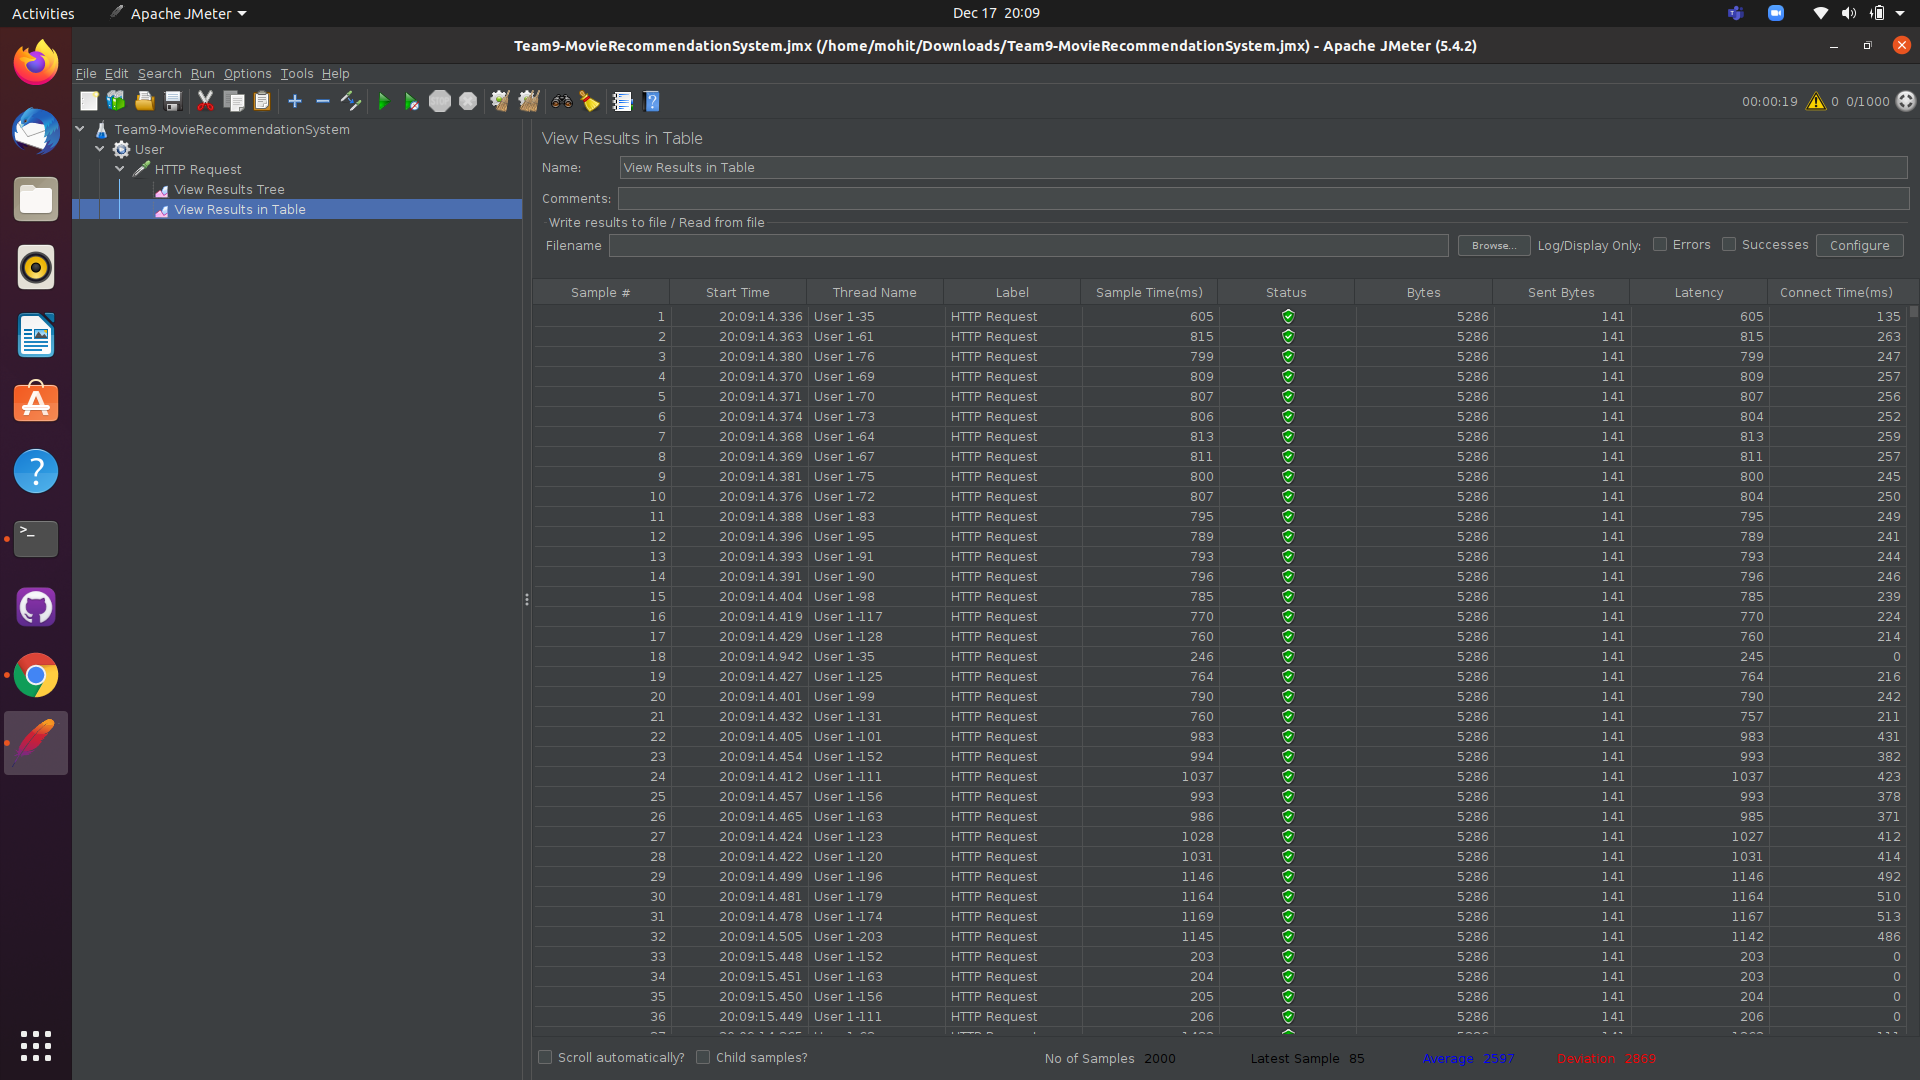 Activities Apache JMeter Dec 17 20:09
Team9-MovieRecommendationSystem.jmx (/home/mohit/Downloads/Team9-MovieRecommendationSystem.jmx) - Apache JMeter (5.4.2)
File Edit Search Run Options Tools Help
00:00:19 0 0/1000
Team9-MovieRecommendationSystem
User
HTTP Request
View Results Tree
View Results in Table
View Results in Table
Name: View Results in Table
Comments:
Write results to file / Read from file
Filename Browse... Log/Display Only: Errors Successes Configure
Sample # Start Time Thread Name Label Sample Time(ms) Status Bytes Sent Bytes Latency Connect Time(ms)
1 20:09:14.336 User 1-35 HTTP Request 605 5286 141 605 135
2 20:09:14.363 User 1-61 HTTP Request 815 5286 141 815 263
3 20:09:14.380 User 1-76 HTTP Request 799 5286 141 799 247
4 20:09:14.370 User 1-69 HTTP Request 809 5286 141 809 257
5 20:09:14.371 User 1-70 HTTP Request 807 5286 141 807 256
6 20:09:14.374 User 1-73 HTTP Request 806 5286 141 804 252
7 20:09:14.368 User 1-64 HTTP Request 813 5286 141 813 259
8 20:09:14.369 User 1-67 HTTP Request 811 5286 141 811 257
9 20:09:14.381 User 1-75 HTTP Request 800 5286 141 800 245
10 20:09:14.376 User 1-72 HTTP Request 807 5286 141 804 250
11 20:09:14.388 User 1-83 HTTP Request 795 5286 141 795 249
12 20:09:14.396 User 1-95 HTTP Request 789 5286 141 789 241
13 20:09:14.393 User 1-91 HTTP Request 793 5286 141 793 244
14 20:09:14.391 User 1-90 HTTP Request 796 5286 141 796 246
15 20:09:14.404 User 1-98 HTTP Request 785 5286 141 785 239
16 20:09:14.419 User 1-117 HTTP Request 770 5286 141 770 224
17 20:09:14.429 User 1-128 HTTP Request 760 5286 141 760 214
18 20:09:14.942 User 1-35 HTTP Request 246 5286 141 245 0
19 20:09:14.427 User 1-125 HTTP Request 764 5286 141 764 216
20 20:09:14.401 User 1-99 HTTP Request 790 5286 141 790 242
21 20:09:14.432 User 1-131 HTTP Request 760 5286 141 757 211
22 20:09:14.405 User 1-101 HTTP Request 983 5286 141 983 431
23 20:09:14.454 User 1-152 HTTP Request 994 5286 141 993 382
24 20:09:14.412 User 1-111 HTTP Request 1037 5286 141 1037 423
25 20:09:14.457 User 1-156 HTTP Request 993 5286 141 993 378
26 20:09:14.465 User 1-163 HTTP Request 986 5286 141 985 371
27 20:09:14.424 User 1-123 HTTP Request 1028 5286 141 1027 412
28 20:09:14.422 User 1-120 HTTP Request 1031 5286 141 1031 414
29 20:09:14.499 User 1-196 HTTP Request 1146 5286 141 1146 492
30 20:09:14.481 User 1-179 HTTP Request 1164 5286 141 1164 510
31 20:09:14.478 User 1-174 HTTP Request 1169 5286 141 1167 513
32 20:09:14.505 User 1-203 HTTP Request 1145 5286 141 1142 486
33 20:09:15.448 User 1-152 HTTP Request 203 5286 141 203 0
34 20:09:15.451 User 1-163 HTTP Request 204 5286 141 203 0
35 20:09:15.450 User 1-156 HTTP Request 205 5286 141 204 0
36 20:09:15.449 User 1-111 HTTP Request 206 5286 141 206 0
Scroll automatically? Child samples? No of Samples 2000 Latest Sample 85 Average 2597 Deviation 2869